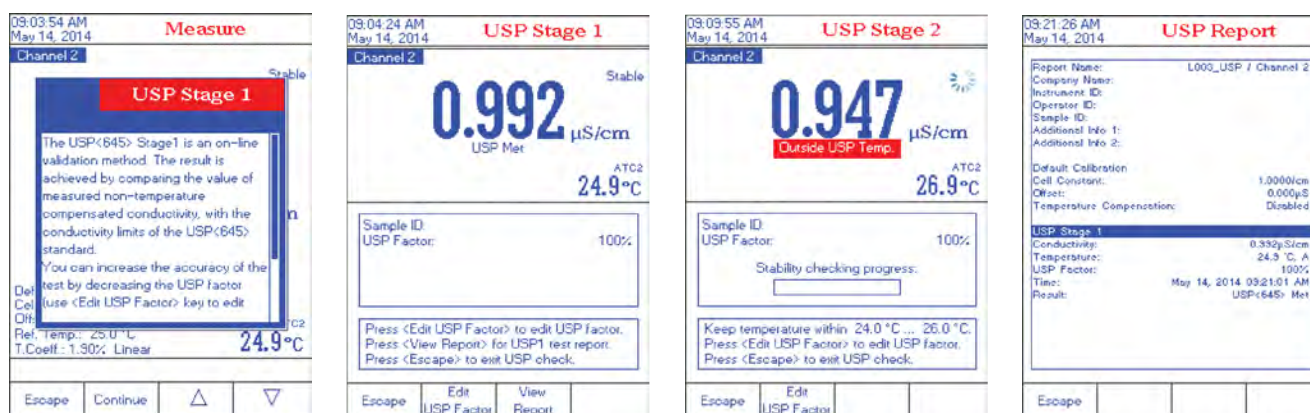 09:03:54 AM
May 14, 2014
Measure
Channel 2
Stable
USP Stage 1
The USP<645> Stage1 is an on-line
validation method. The result is
achieved by comparing the value of
measured non-temperature
compensated conductivity, with the
conductivity limits of the USP<645>
standard.
You can increase the accuracy of the
test by decreasing the USP factor
(use <Edit USP Factor> key to edit
Ref. Temp.: 25.0 °C
T.Coeff.: 1.90% Linear
24.9°C
Escape Continue △ ▽
09:04:24 AM
May 14, 2014
USP Stage 1
Channel 2
Stable
0.992 µS/cm
USP Met
ATC2
24.9°C
Sample ID:
USP Factor: 100%
Press <Edit USP Factor> to edit USP factor.
Press <View Report> for USP1 test report.
Press <Escape> to exit USP check.
Escape
Edit
USP Factor
View
Report
09:09:55 AM
May 14, 2014
USP Stage 2
Channel 2
0.947 µS/cm
Outside USP Temp.
ATC2
26.9°C
Sample ID:
USP Factor: 100%
Stability checking progress:
Keep temperature within 24.0 °C ... 26.0 °C.
Press <Edit USP Factor> to edit USP factor.
Press <Escape> to exit USP check.
Escape
Edit
USP Factor
09:21:26 AM
May 14, 2014
USP Report
Report Name: L003_USP / Channel 2
Company Name:
Instrument ID:
Operator ID:
Sample ID:
Additional Info 1:
Additional Info 2:
Default Calibration
Cell Constant: 1.0000/cm
Offset: 0.000µS
Temperature Compensation: Disabled
USP Stage 1
Conductivity: 0.992µS/cm
Temperature: 24.9 °C, A
USP Factor: 100%
Time: May 14, 2014 09:21:01 AM
Result: USP<645> Met
Escape